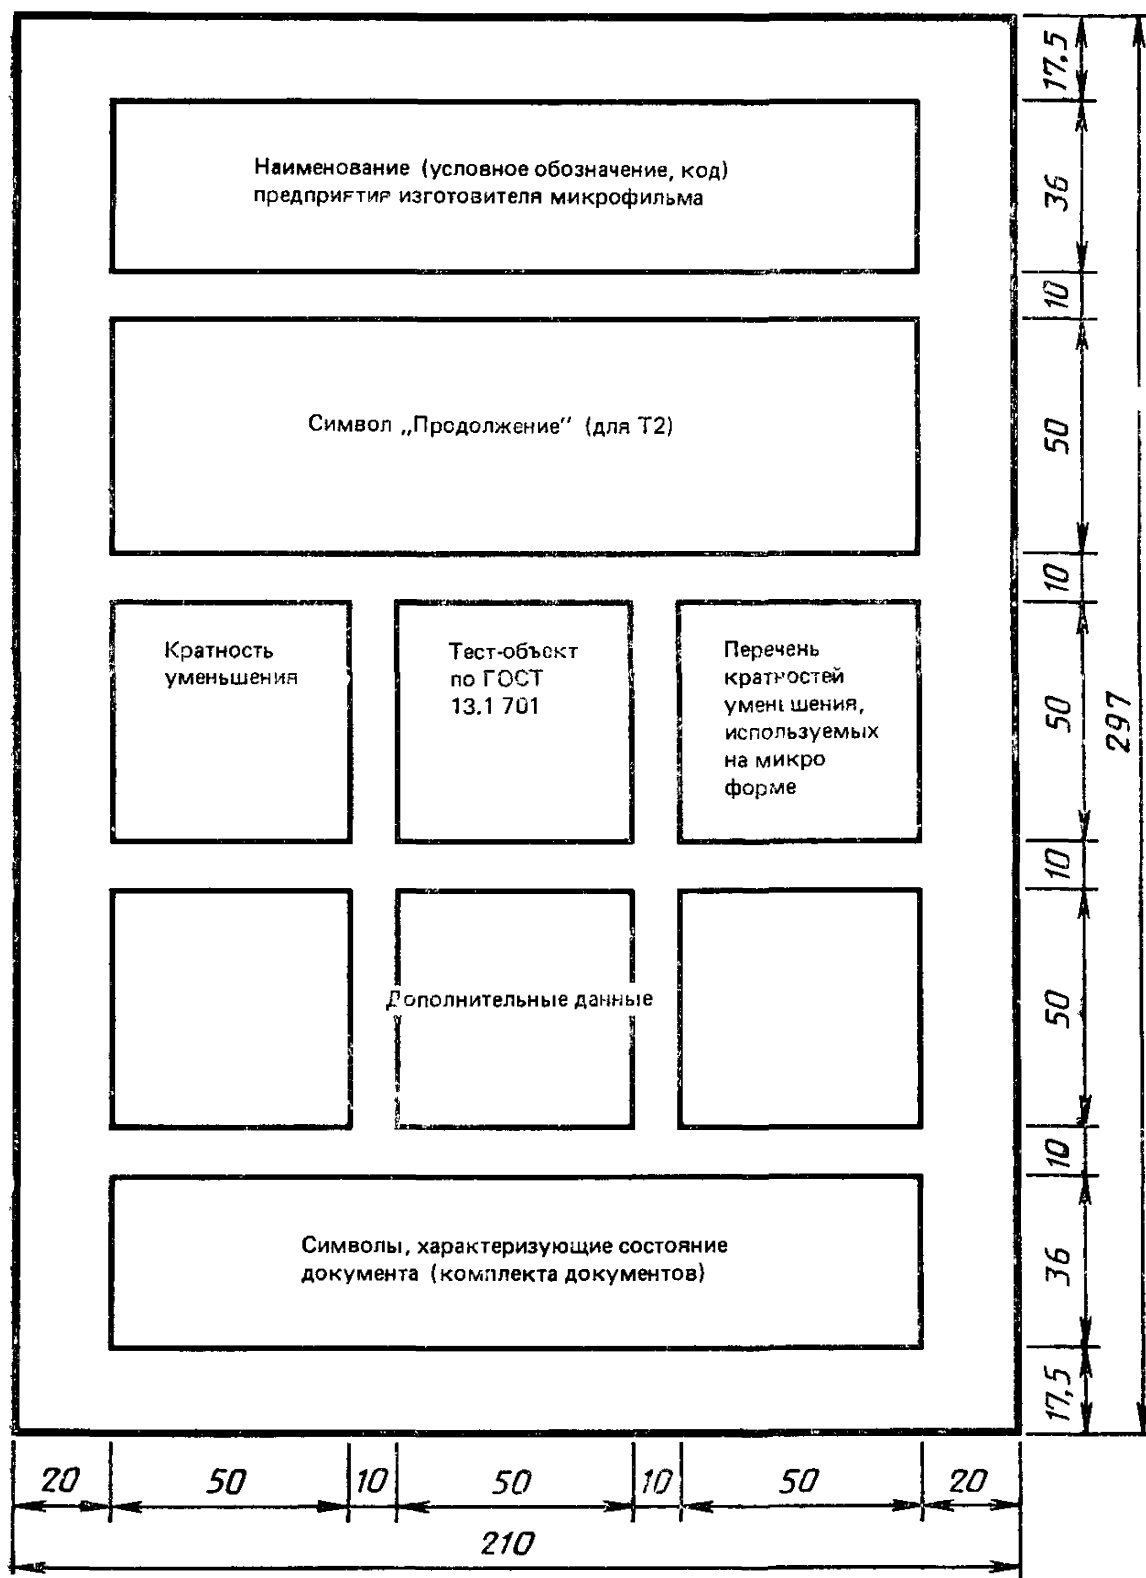 17,5
Наименование (условное обозначение, код)
предприятия изготовителя микрофильма
36
10
Символ „Продолжение" (для Т2)
50
10
Кратность
уменьшения
Тест-объект
по ГОСТ
13.1 701
Перечень
кратностей
уменьшения,
используемых
на микро
форме
50
297
10
Дополнительные данные
50
10
Символы, характеризующие состояние
документа (комплекта документов)
36
17,5
20 50 10 50 10 50 20
210